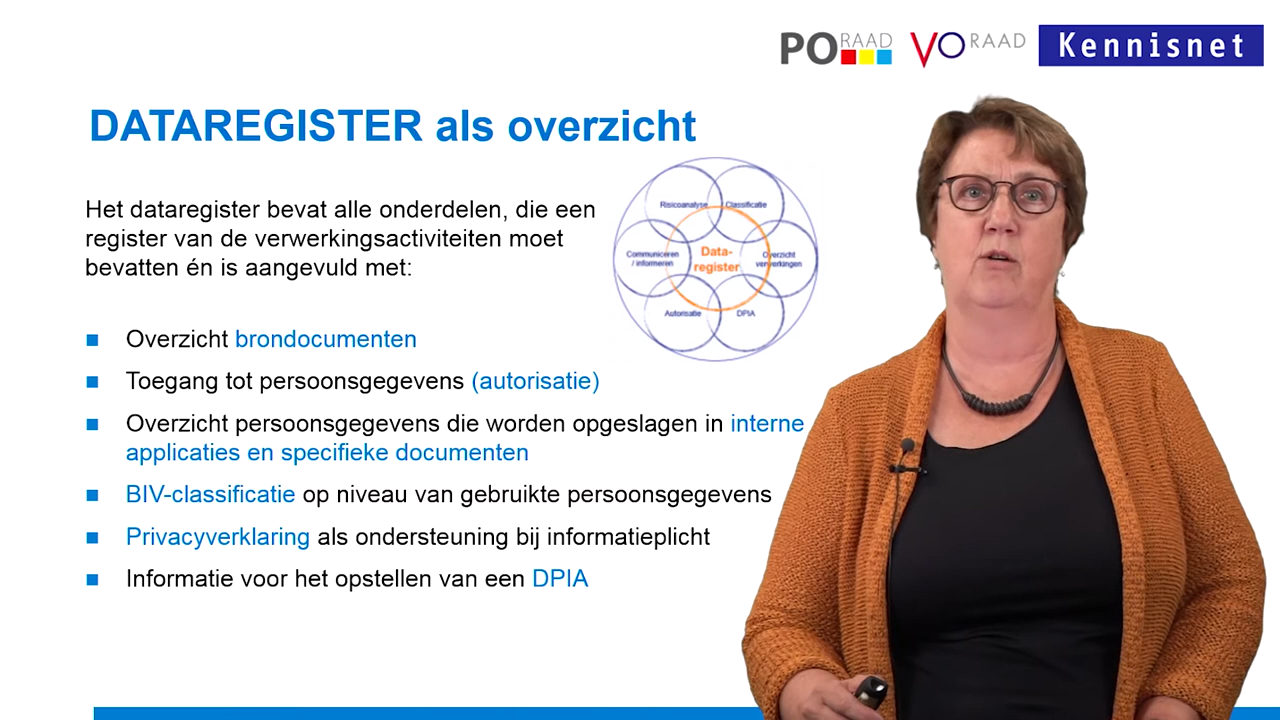 PO RAAD VO RAAD Kennisnet
DATAREGISTER als overzicht
Het dataregister bevat alle onderdelen, die een
register van de verwerkingsactiviteiten moet
bevatten én is aangevuld met:
Risicoanalyse Classificatie
Communiceren
/ informeren
Data-
register
Overzicht
verwerkingen
Autorisatie DPIA
Overzicht brondocumenten
Toegang tot persoonsgegevens (autorisatie)
Overzicht persoonsgegevens die worden opgeslagen in interne
applicaties en specifieke documenten
BIV-classificatie op niveau van gebruikte persoonsgegevens
Privacyverklaring als ondersteuning bij informatieplicht
Informatie voor het opstellen van een DPIA